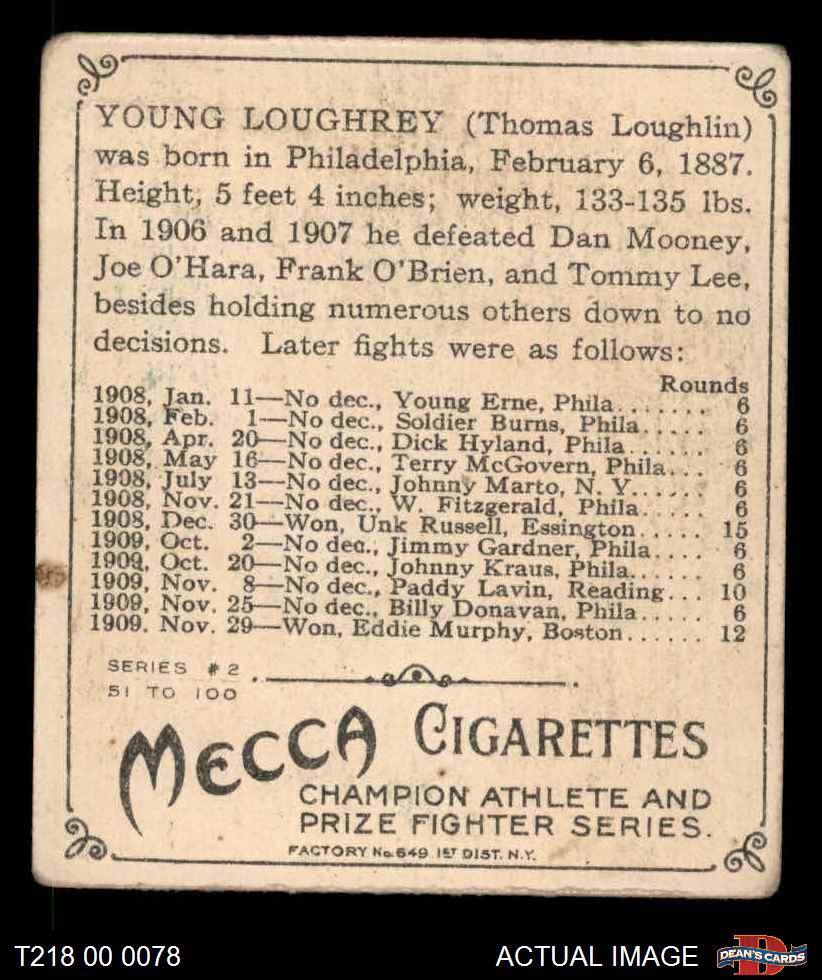 YOUNG LOUGHREY (Thomas Loughlin)
was born in Philadelphia, February 6, 1887.
Height, 5 feet 4 inches; weight, 133-135 lbs.
In 1906 and 1907 he defeated Dan Mooney,
Joe O'Hara, Frank O'Brien, and Tommy Lee,
besides holding numerous others down to no
decisions. Later fights were as follows:
Rounds
1908, Jan. 11—No dec., Young Erne, Phila....... 6
1908, Feb. 1—No dec., Soldier Burns, Phila..... 6
1908, Apr. 20—No dec., Dick Hyland, Phila...... 6
1908, May 16—No dec., Terry McGovern, Phila... 6
1908, July 13—No dec., Johnny Marto, N. Y...... 6
1908, Nov. 21—No dec., W. Fitzgerald, Phila..... 6
1908, Dec. 30—Won, Unk Russell, Essington..... 15
1909, Oct. 2—No dec., Jimmy Gardner, Phila.... 6
1909, Oct. 20—No dec., Johnny Kraus, Phila...... 6
1909, Nov. 8—No dec., Paddy Lavin, Reading... 10
1909, Nov. 25—No dec., Billy Donavan, Phila..... 6
1909. Nov. 29—Won, Eddie Murphy, Boston...... 12
SERIES #2
51 TO 100
MECCA CIGARETTES
CHAMPION ATHLETE AND
PRIZE FIGHTER SERIES.
FACTORY No. 649 1ST DIST. N.Y.
T218 00 0078 ACTUAL IMAGE DEAN'S CARDS